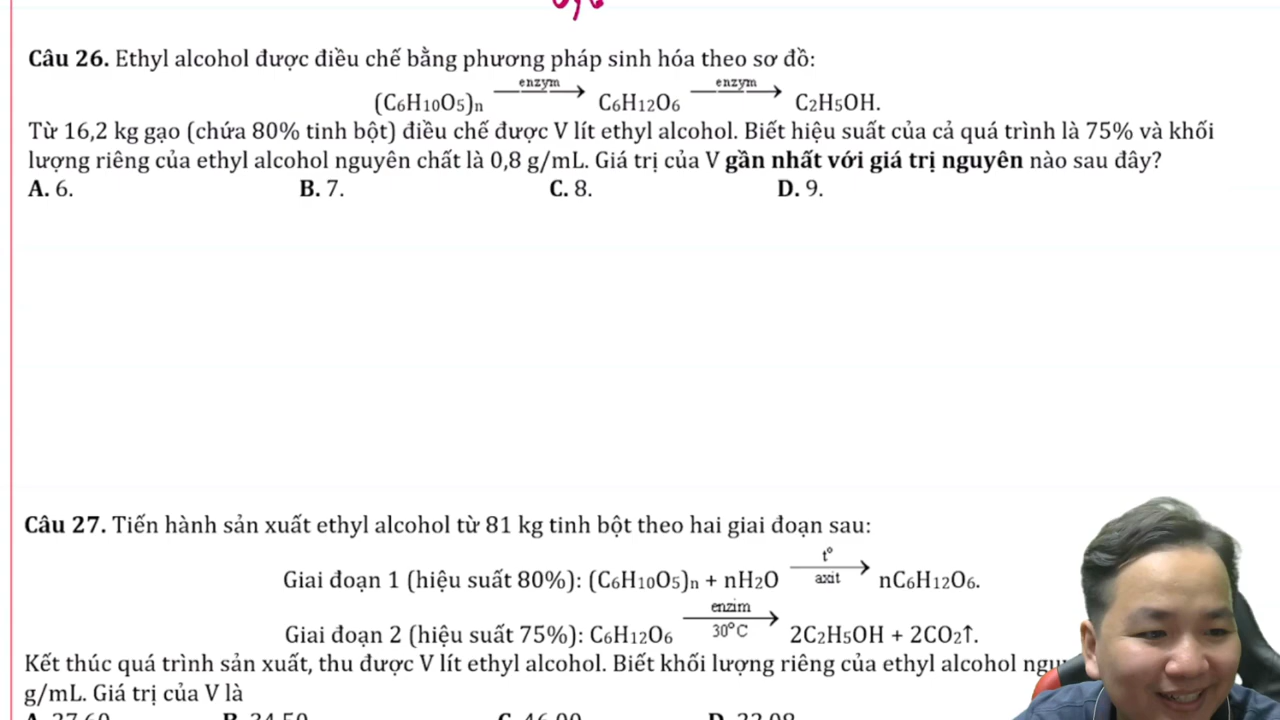 Câu 26. Ethyl alcohol được điều chế bằng phương pháp sinh hóa theo sơ đồ:
(C6H10O5)n enzym→ C6H12O6 enzym→ C2H5OH.
Từ 16,2 kg gạo (chứa 80% tinh bột) điều chế được V lít ethyl alcohol. Biết hiệu suất của cả quá trình là 75% và khối
lượng riêng của ethyl alcohol nguyên chất là 0,8 g/mL. Giá trị của V gần nhất với giá trị nguyên nào sau đây?
A. 6. B. 7. C. 8. D. 9.
Câu 27. Tiến hành sản xuất ethyl alcohol từ 81 kg tinh bột theo hai giai đoạn sau:
Giai đoạn 1 (hiệu suất 80%): (C6H10O5)n + nH2O t° axit→ nC6H12O6.
Giai đoạn 2 (hiệu suất 75%): C6H12O6 enzim 30°C→ 2C2H5OH + 2CO2↑.
Kết thúc quá trình sản xuất, thu được V lít ethyl alcohol. Biết khối lượng riêng của ethyl alcohol
g/mL. Giá trị của V là